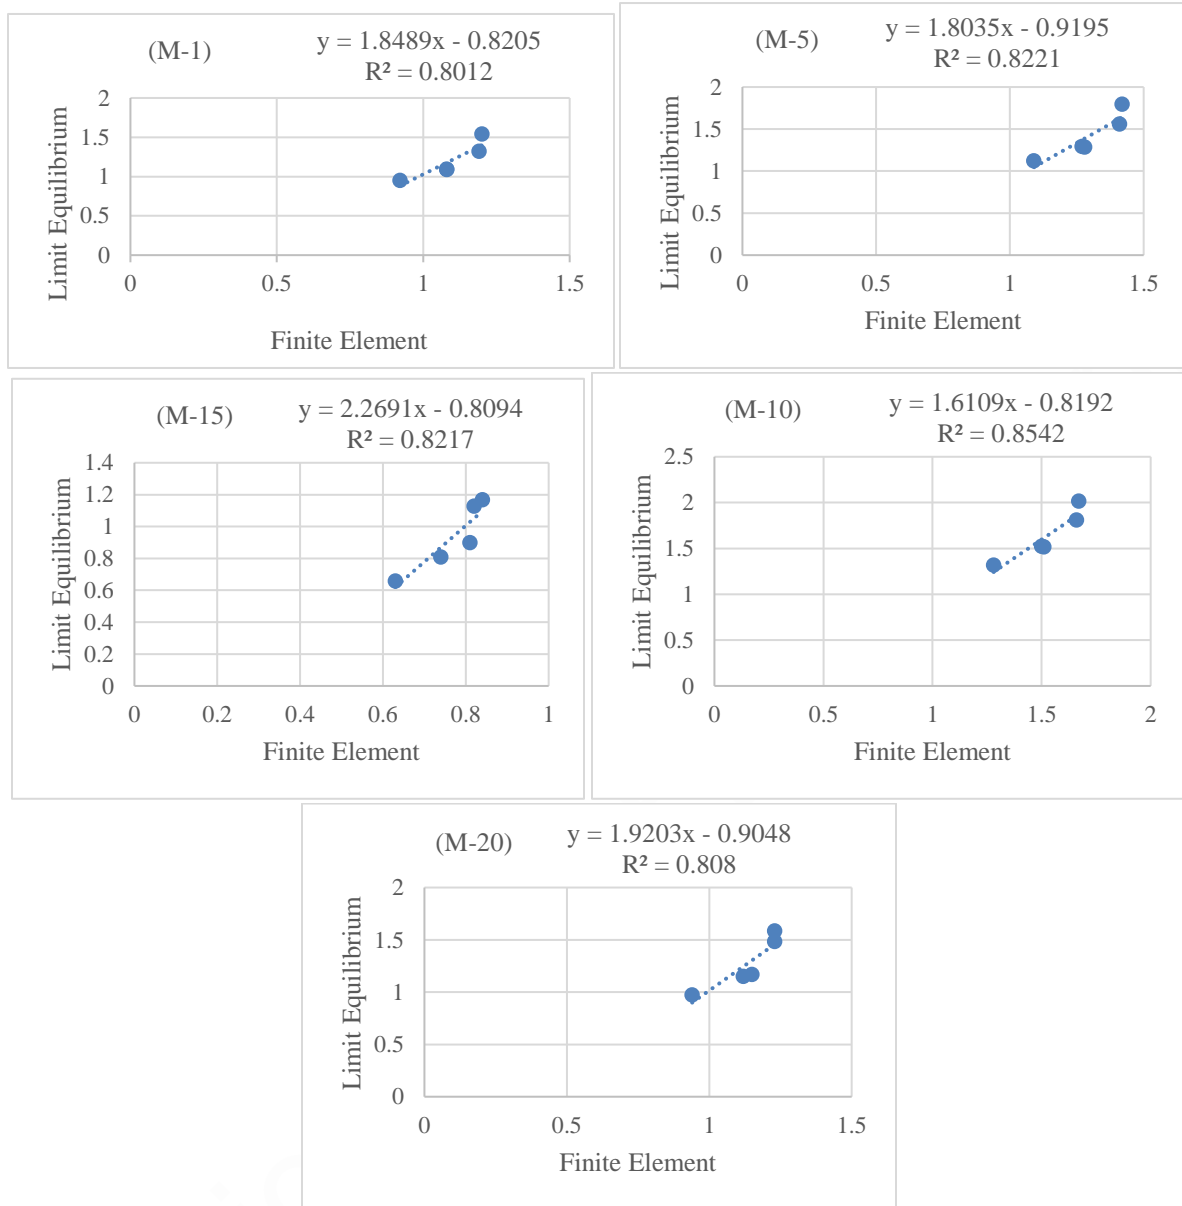 (M-1)
y = 1.8489x - 0.8205
R² = 0.8012
Limit Equilibrium
2
1.5
1
0.5
0
0 0.5 1 1.5
Finite Element
(M-5)
y = 1.8035x - 0.9195
R² = 0.8221
Limit Equilibrium
2
1.5
1
0.5
0
0 0.5 1 1.5
Finite Element
(M-15)
y = 2.2691x - 0.8094
R² = 0.8217
Limit Equilibrium
1.4
1.2
1
0.8
0.6
0.4
0.2
0
0 0.2 0.4 0.6 0.8 1
Finite Element
(M-10)
y = 1.6109x - 0.8192
R² = 0.8542
Limit Equilibrium
2.5
2
1.5
1
0.5
0
0 0.5 1 1.5 2
Finite Element
(M-20)
y = 1.9203x - 0.9048
R² = 0.808
Limit Equilibrium
2
1.5
1
0.5
0
0 0.5 1 1.5
Finite Element